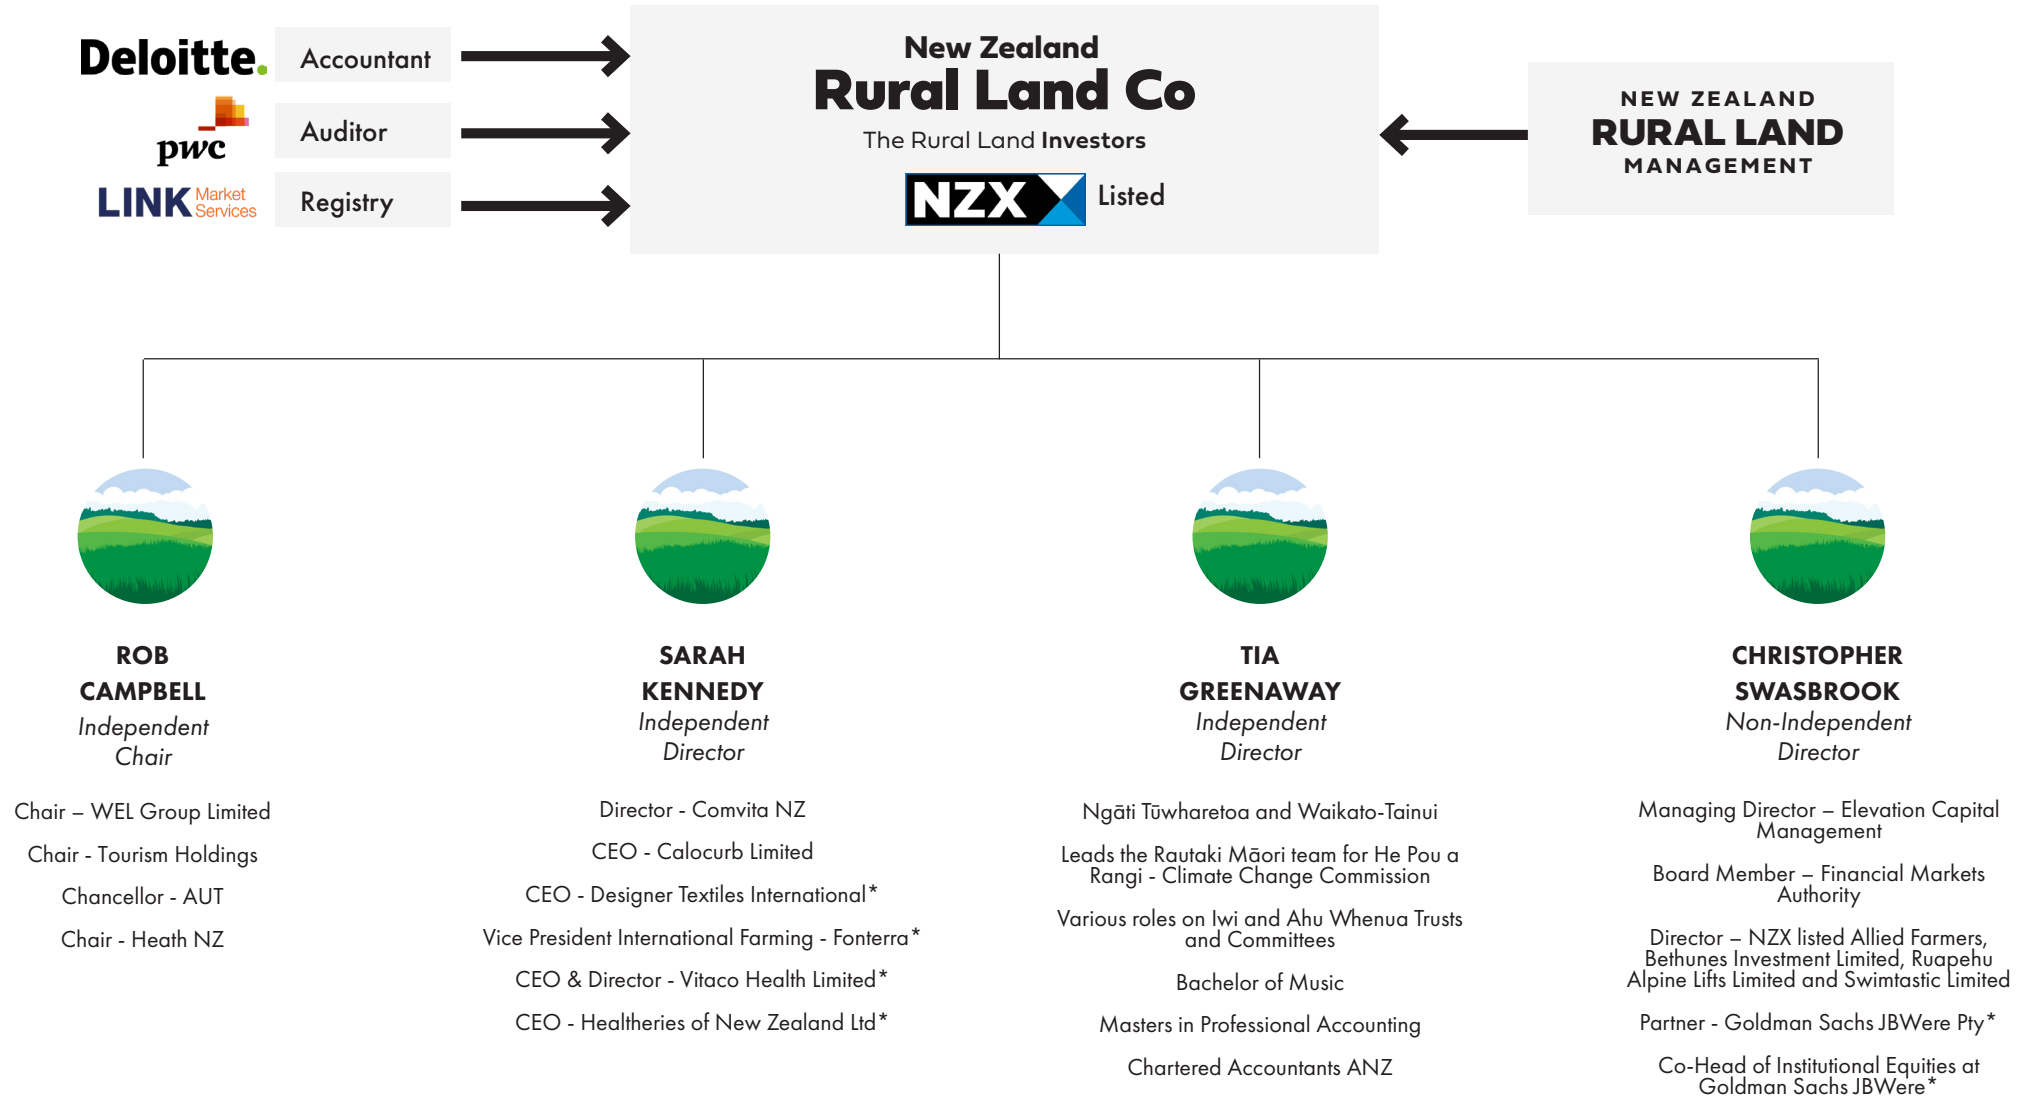 Deloitte.
Accountant
pwc
Auditor
LINK Market
Services
Registry
New Zealand
Rural Land Co
The Rural Land Investors
NZX Listed
NEW ZEALAND
RURAL LAND
MANAGEMENT
ROB
CAMPBELL
Independent
Chair
Chair – WEL Group Limited
Chair - Tourism Holdings
Chancellor - AUT
Chair - Heath NZ
SARAH
KENNEDY
Independent
Director
Director - Comvita NZ
CEO - Calocurb Limited
CEO - Designer Textiles International*
Vice President International Farming - Fonterra*
CEO & Director - Vitaco Health Limited*
CEO - Healtheries of New Zealand Ltd*
TIA
GREENAWAY
Independent
Director
Ngāti Tūwharetoa and Waikato-Tainui
Leads the Rautaki Māori team for He Pou a
Rangi - Climate Change Commission
Various roles on Iwi and Ahu Whenua Trusts
and Committees
Bachelor of Music
Masters in Professional Accounting
Chartered Accountants ANZ
CHRISTOPHER
SWASBROOK
Non-Independent
Director
Managing Director – Elevation Capital
Management
Board Member – Financial Markets
Authority
Director – NZX listed Allied Farmers,
Bethunes Investment Limited, Ruapehu
Alpine Lifts Limited and Swimtastic Limited
Partner - Goldman Sachs JBWere Pty*
Co-Head of Institutional Equities at
Goldman Sachs JBWere*